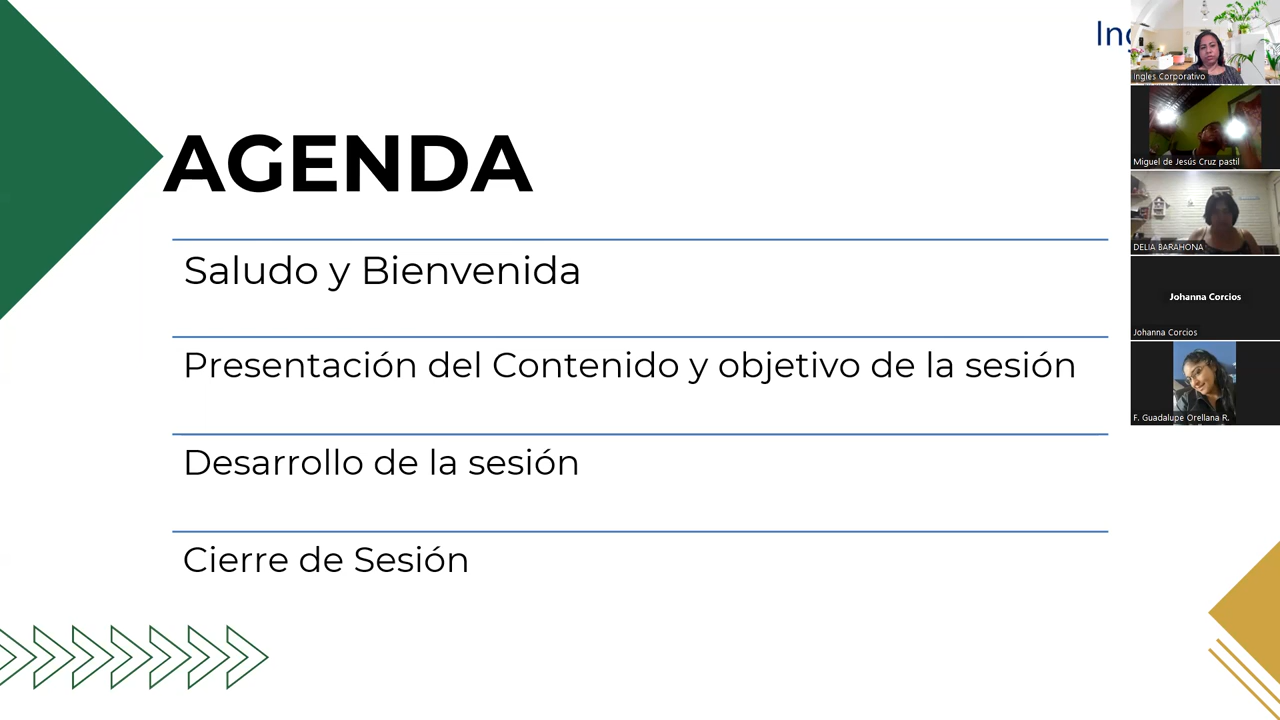 AGENDA
Saludo y Bienvenida
Presentación del Contenido y objetivo de la sesión
Desarrollo de la sesión
Cierre de Sesión
Ingles Corporativo
Miguel de Jesús Cruz pastil
DELIA BARAHONA
Johanna Corcios
Johanna Corcios
F. Guadalupe Orellana R.